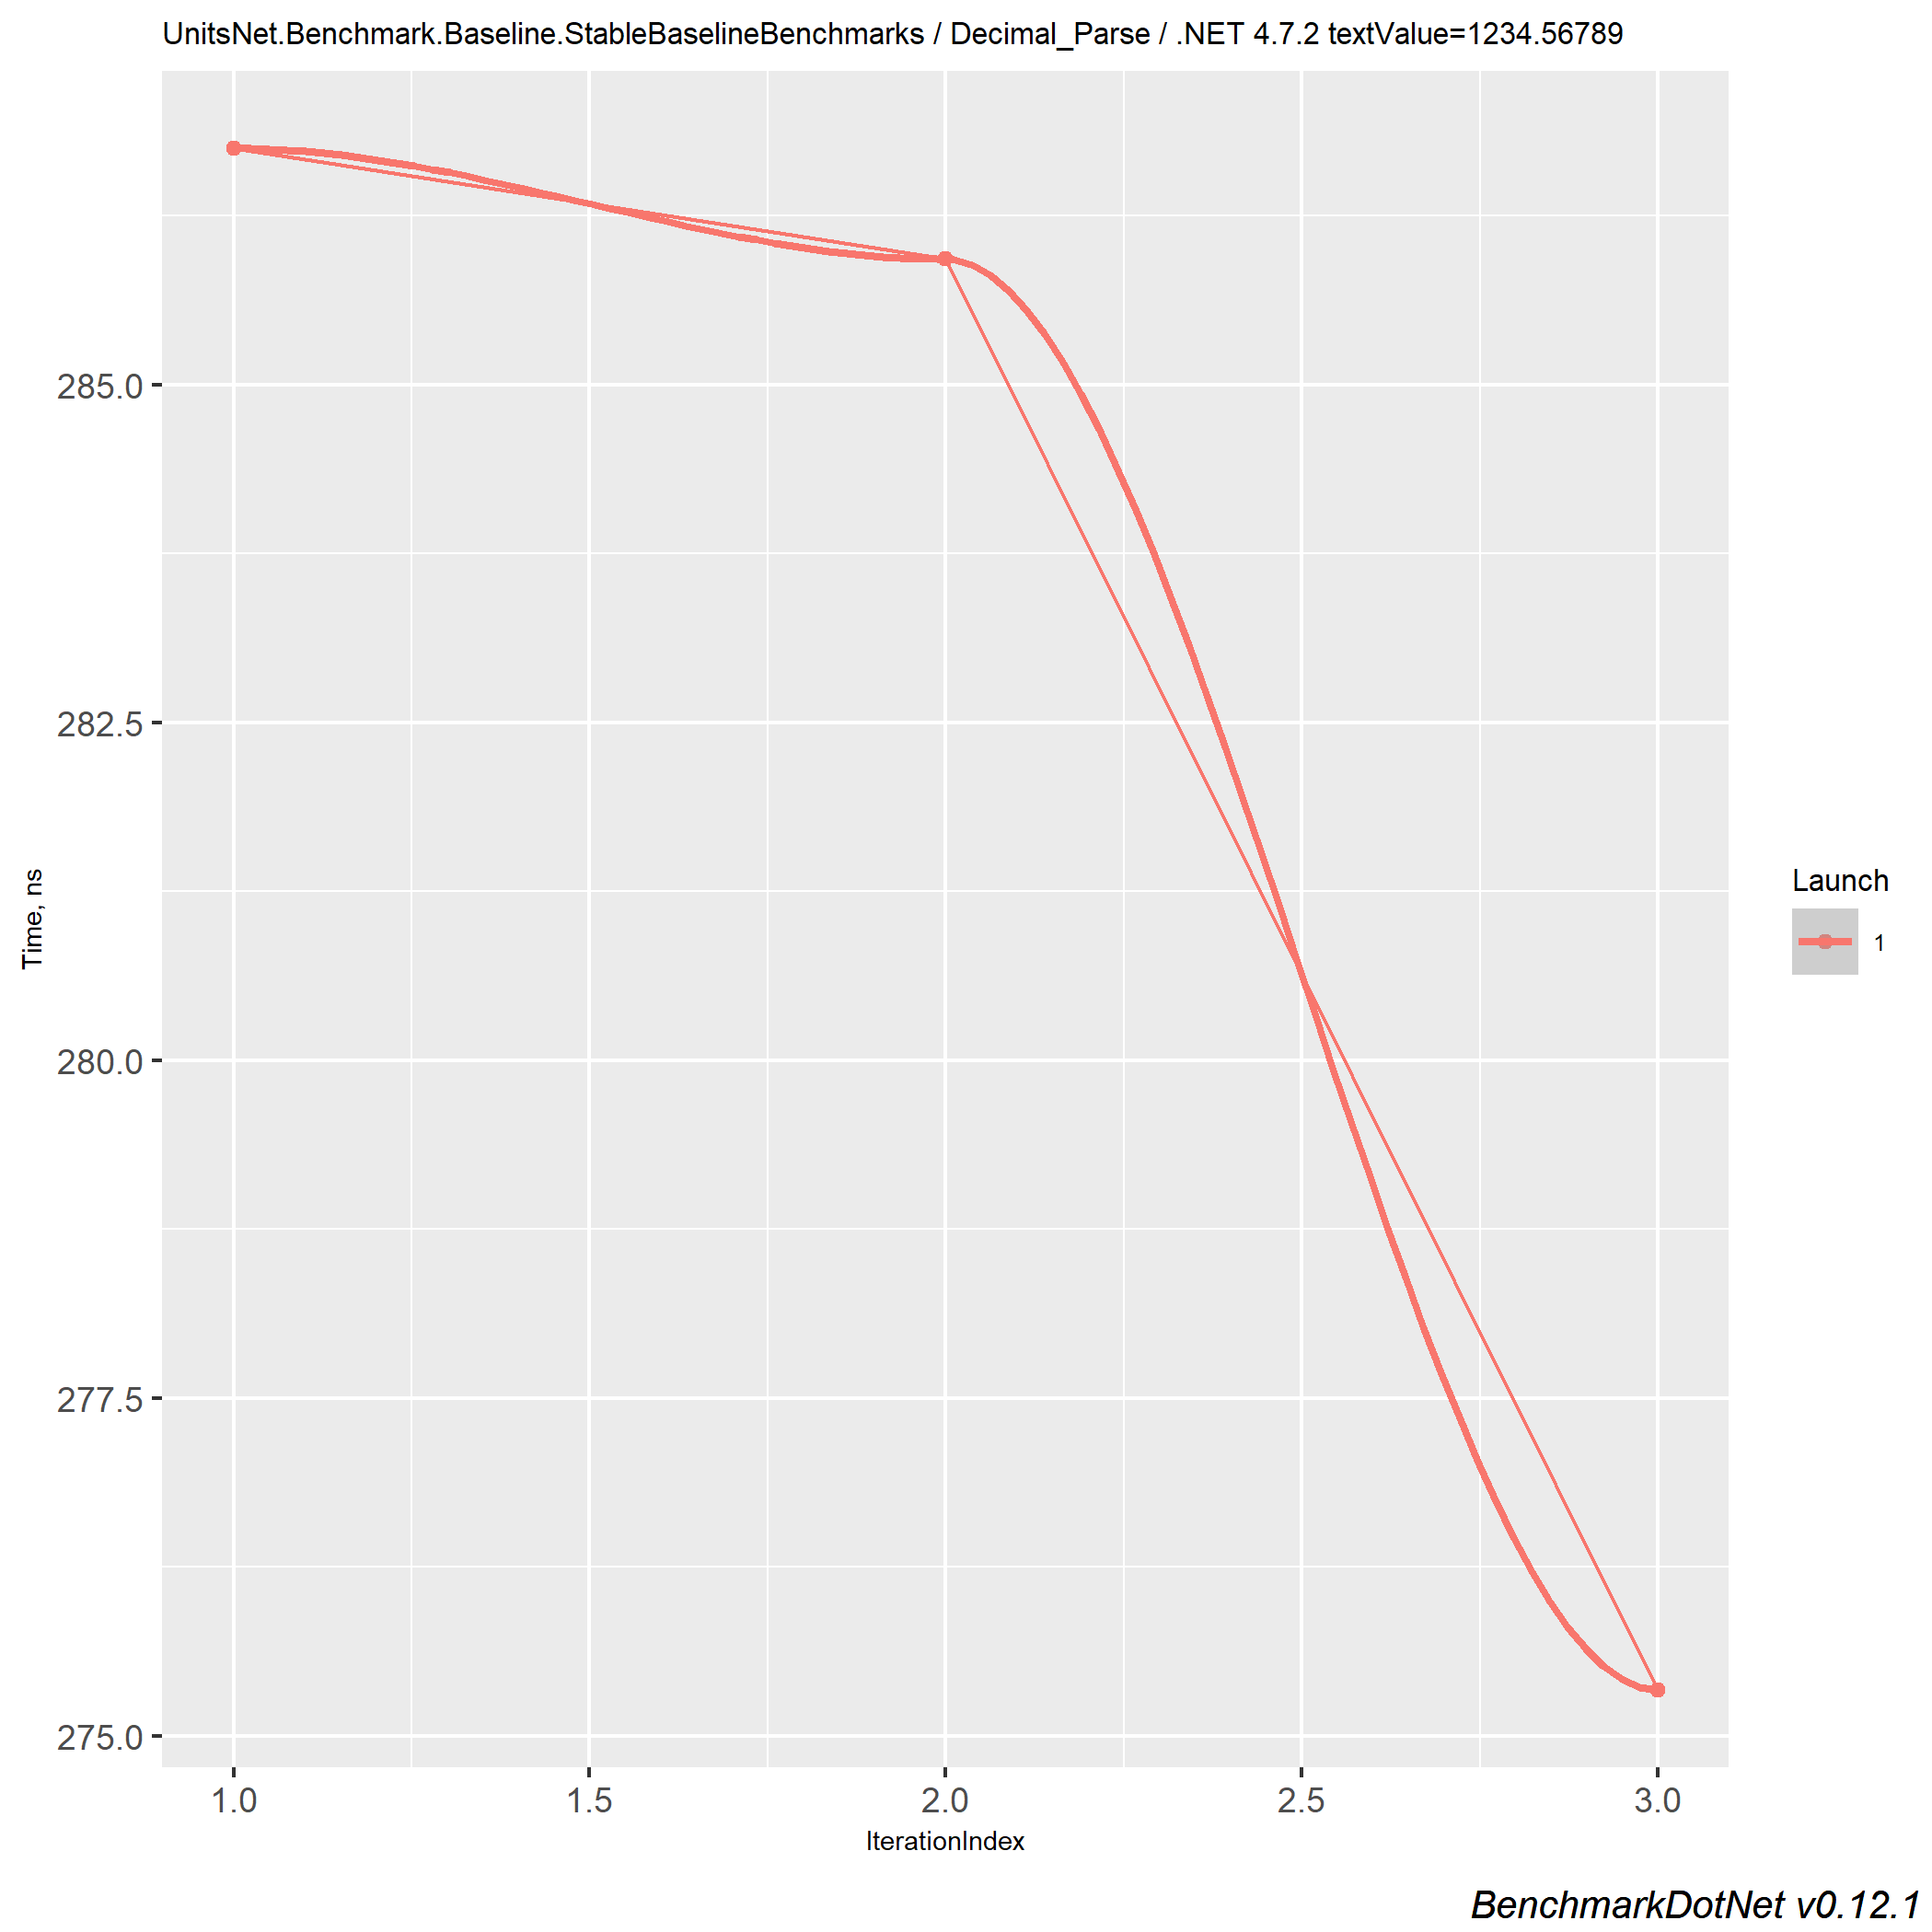 UnitsNet.Benchmark.Baseline.StableBaselineBenchmarks / Decimal_Parse / .NET 4.7.2 textValue=1234.56789
285.0
282.5
280.0
277.5
275.0
Time, ns
1.0 1.5 2.0 2.5 3.0
IterationIndex
Launch
1
BenchmarkDotNet v0.12.1